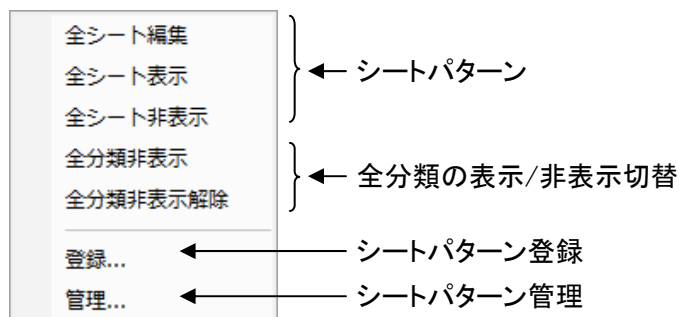 全シート編集
全シート表示
全シート非表示
シートパターン
全分類非表示
全分類非表示解除
全分類の表示/非表示切替
登録...
シートパターン登録
管理...
シートパターン管理